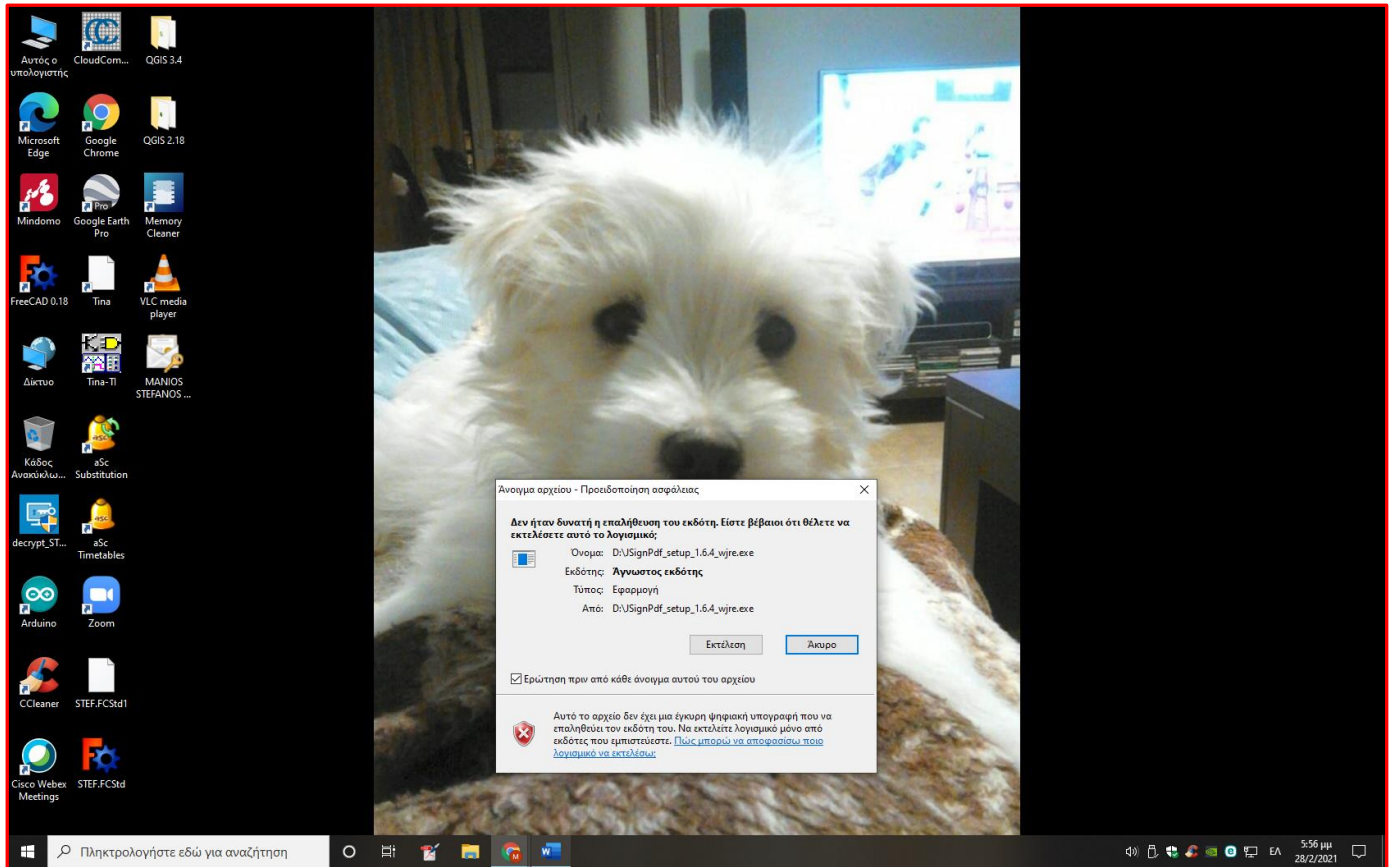 Αυτός ο
υπολογιστής
CloudCom...
QGIS 3.4
Microsoft
Edge
Google
Chrome
QGIS 2.18
Mindomo
Google Earth
Pro
Memory
Cleaner
FreeCAD 0.18
Tina
VLC media
player
Δίκτυο
Tina-TI
MANIOS
STEFANOS ...
Κάδος
Ανακύκλω...
aSc
Substitution
decrypt_ST...
aSc
Timetables
Arduino
Zoom
CCleaner
STEF.FCStd1
Cisco Webex
Meetings
STEF.FCStd
Άνοιγμα αρχείου - Προειδοποίηση ασφάλειας
Δεν ήταν δυνατή η επαλήθευση του εκδότη. Είστε βέβαιοι ότι θέλετε να
εκτελέσετε αυτό το λογισμικό;
Όνομα: D:\JSignPdf_setup_1.6.4_wjre.exe
Εκδότης: Άγνωστος εκδότης
Τύπος: Εφαρμογή
Από: D:\JSignPdf_setup_1.6.4_wjre.exe
Εκτέλεση Άκυρο
Ερώτηση πριν από κάθε άνοιγμα αυτού του αρχείου
Αυτό το αρχείο δεν έχει μια έγκυρη ψηφιακή υπογραφή που να
επαληθεύει τον εκδότη του. Να εκτελείτε λογισμικό μόνο από
εκδότες που εμπιστεύεστε. Πώς μπορώ να αποφασίσω ποιο
λογισμικό να εκτελέσω;
Πληκτρολογήστε εδώ για αναζήτηση
ΕΛ
5:56 μμ
28/2/2021